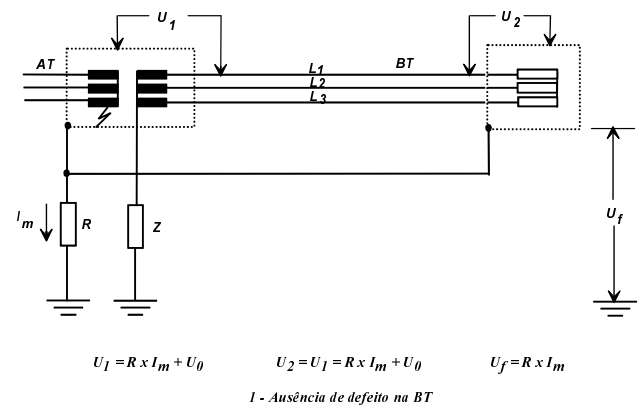 U1
U2
AT
L1
BT
L2
L3
Im
R
Z
Uf
U1 = R x Im + U0
U2 = U1 = R x Im + U0
Uf = R x Im
1 - Ausência de defeito na BT